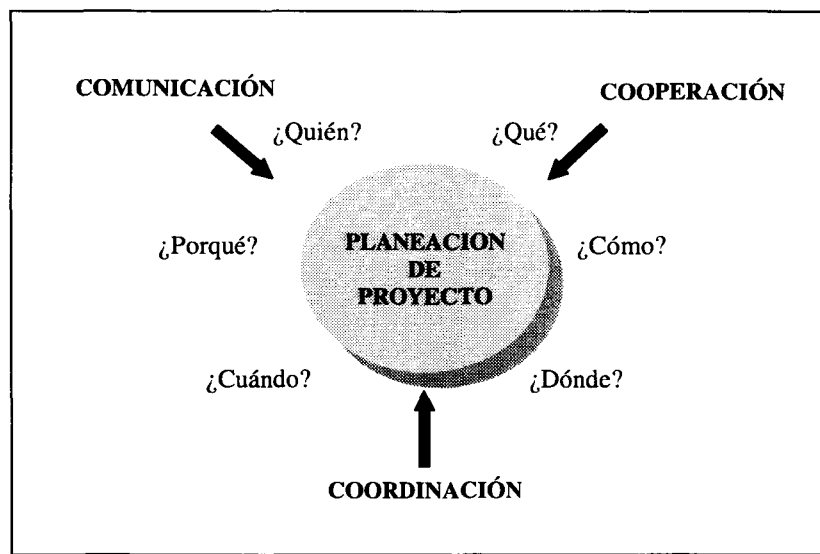 COMUNICACIÓN
COOPERACIÓN
¿Quién?
¿Qué?
¿Porqué?
PLANEACION
DE
PROYECTO
¿Cómo?
¿Cuándo?
¿Dónde?
COORDINACIÓN